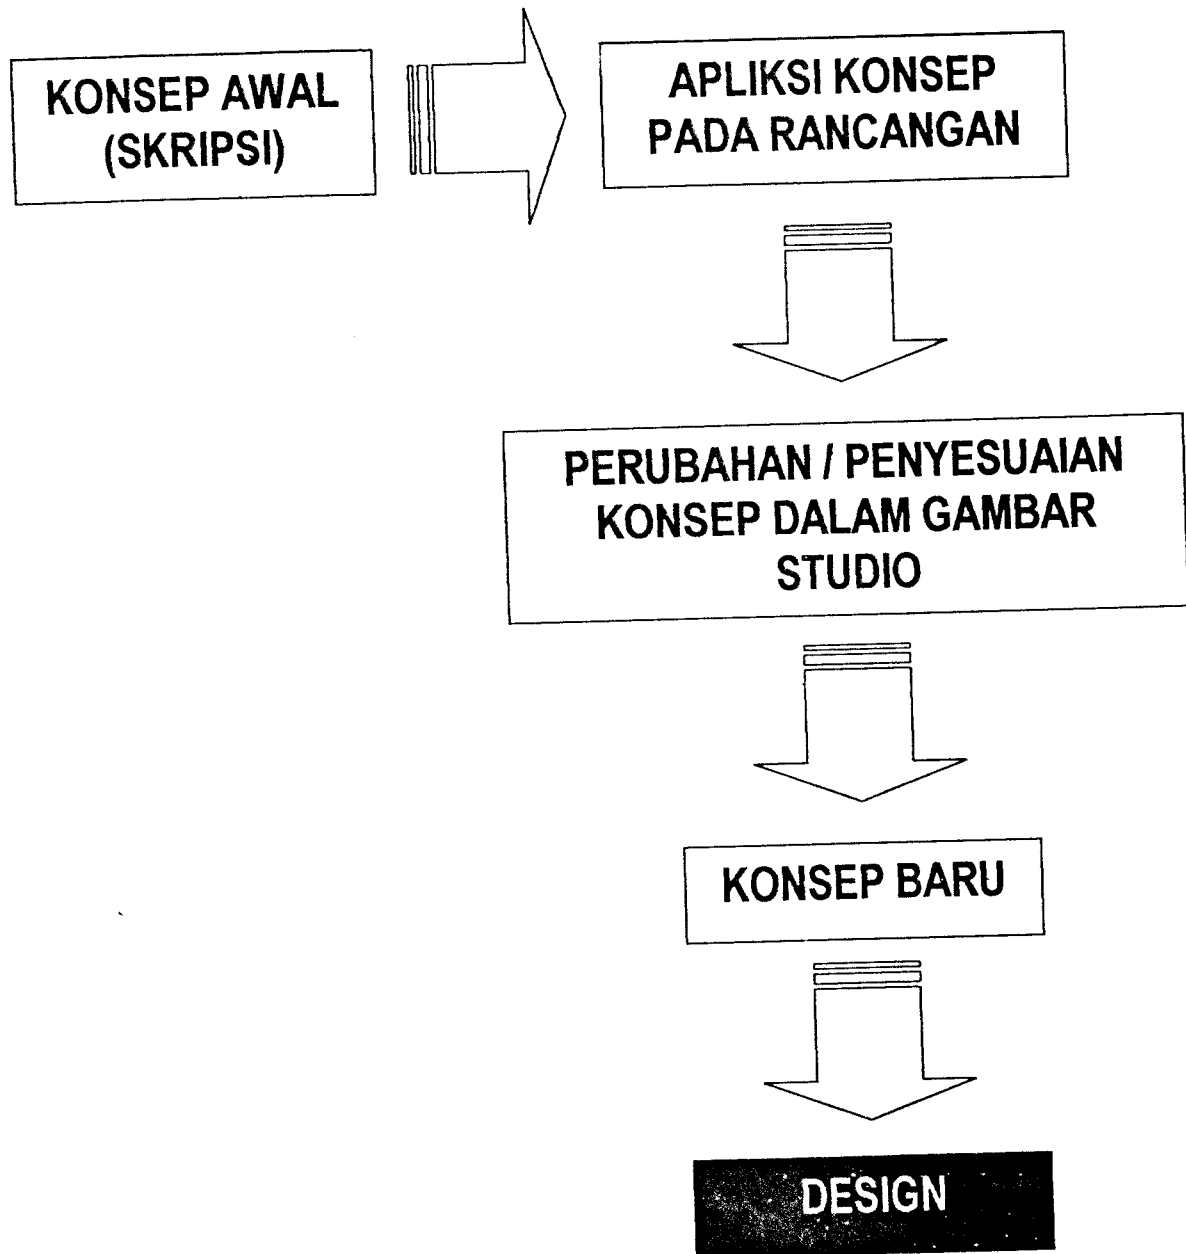 KONSEP AWAL
(SKRIPSI)
APLIKSI KONSEP
PADA RANCANGAN
PERUBAHAN / PENYESUAIAN
KONSEP DALAM GAMBAR
STUDIO
KONSEP BARU
DESIGN